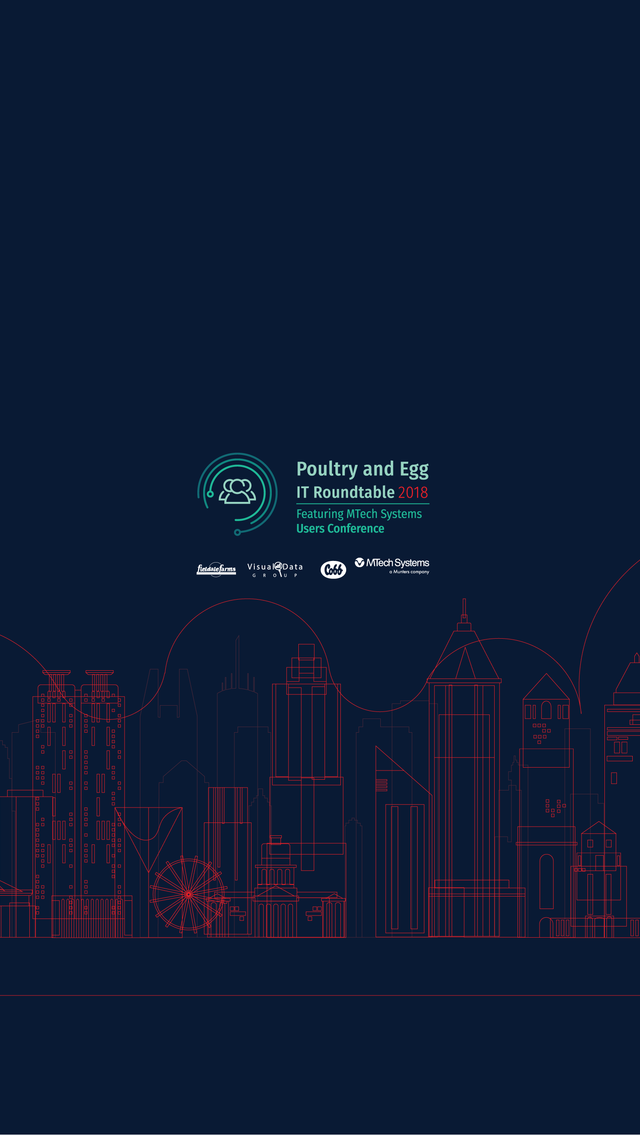 Poultry and Egg
IT Roundtable 2018
Featuring MTech Systems
Users Conference
fieldale farms
Visual Data
GROUP
Cobb
MTech Systems
a Munters company